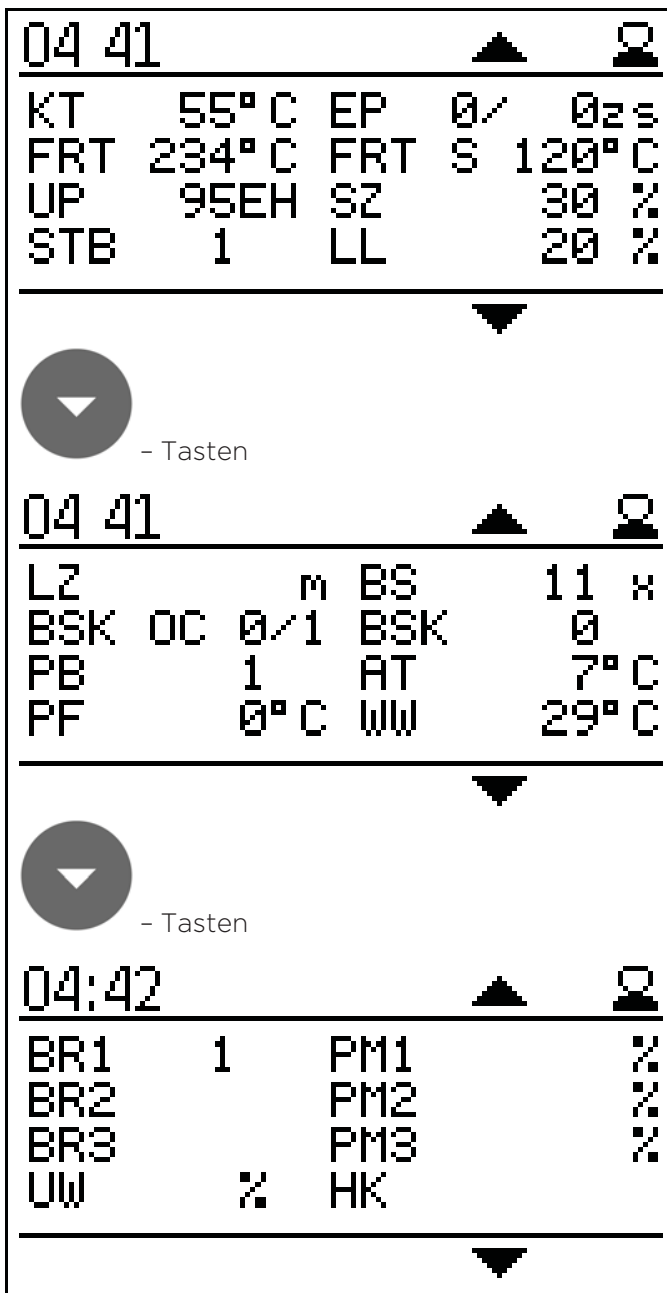 04 41
KT 55°C EP 0/ 0zs
FRT 234°C FRT S 120°C
UP 95EH SZ 30 %
STB 1 LL 20 %
– Tasten
04 41
LZ m BS 11 x
BSK OC 0/1 BSK 0
PB 1 AT 7°C
PF 0°C WW 29°C
– Tasten
04:42
BR1 1 PM1 %
BR2 PM2 %
BR3 PM3 %
UW % HK